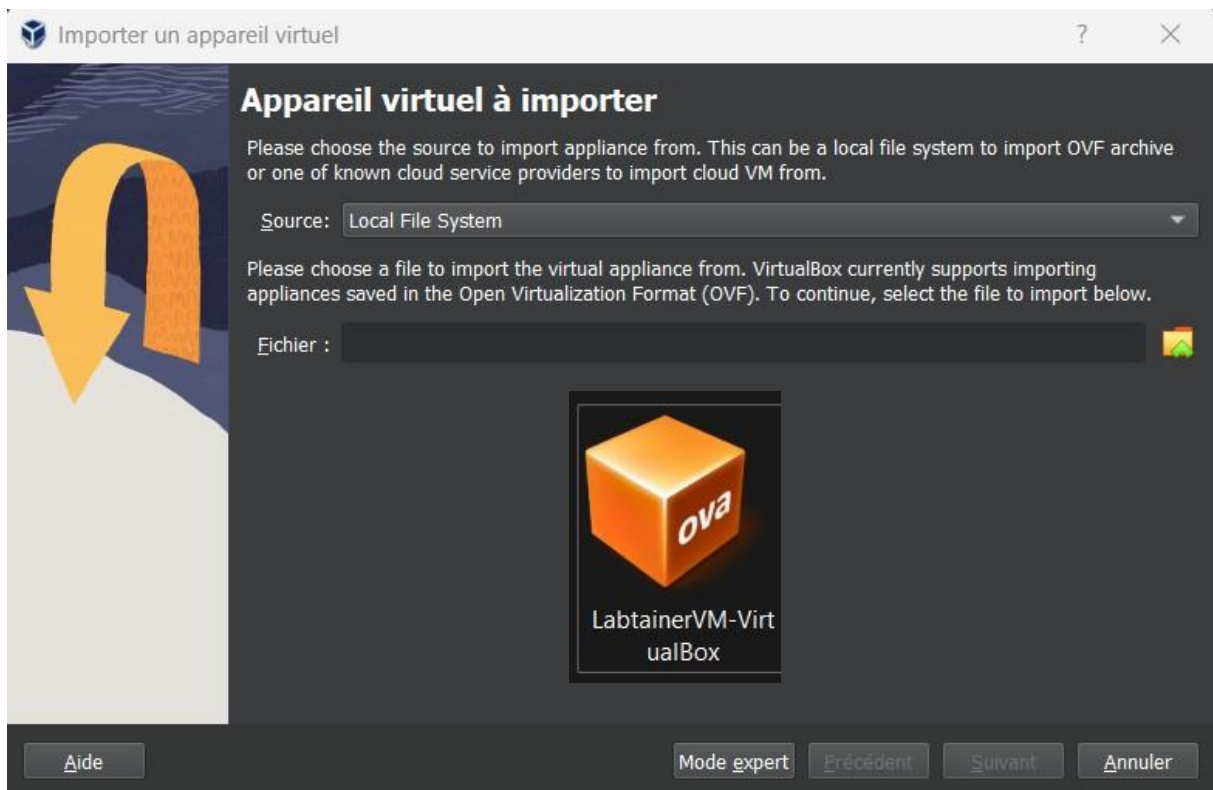 Importer un appareil virtuel
?
Appareil virtuel à importer
Please choose the source to import appliance from. This can be a local file system to import OVF archive
or one of known cloud service providers to import cloud VM from.
Source: Local File System
Please choose a file to import the virtual appliance from. VirtualBox currently supports importing
appliances saved in the Open Virtualization Format (OVF). To continue, select the file to import below.
Fichier :
ova
LabtainerVM-Virt
ualBox
Aide Mode expert Précédent Suivant Annuler